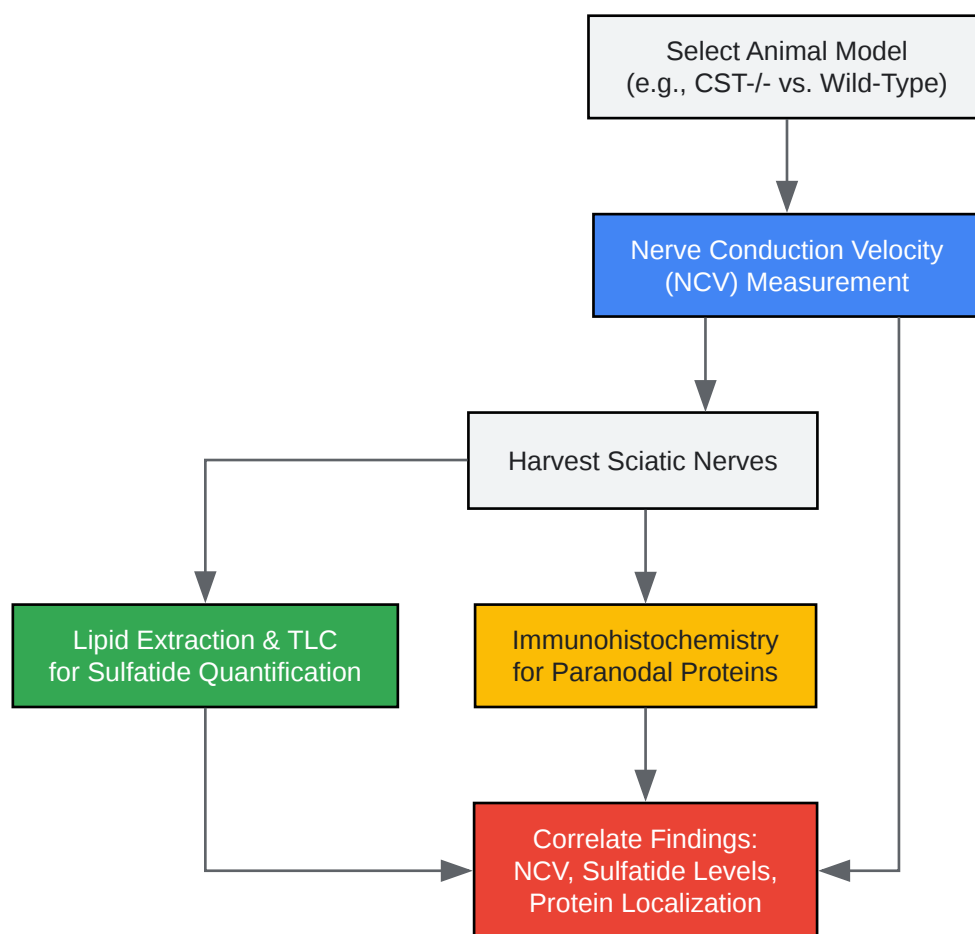 Select Animal Model
(e.g., CST-/- vs. Wild-Type)
Nerve Conduction Velocity
(NCV) Measurement
Harvest Sciatic Nerves
Lipid Extraction & TLC
for Sulfatide Quantification
Immunohistochemistry
for Paranodal Proteins
Correlate Findings:
NCV, Sulfatide Levels,
Protein Localization